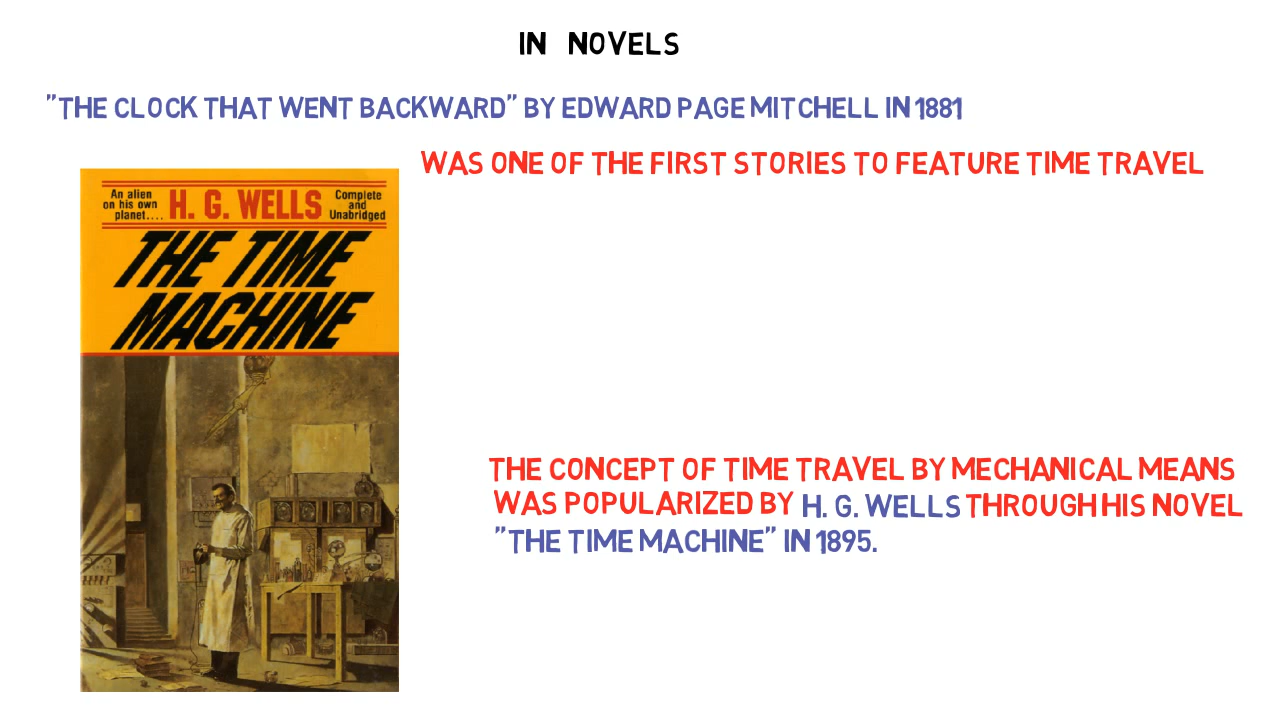 IN NOVELS
"THE CLOCK THAT WENT BACKWARD" BY EDWARD PAGE MITCHELL IN 1881
WAS ONE OF THE FIRST STORIES TO FEATURE TIME TRAVEL
An alien
on his own
planet....
H. G. WELLS
Complete
and
Unabridged
THE TIME
MACHINE
THE CONCEPT OF TIME TRAVEL BY MECHANICAL MEANS
WAS POPULARIZED BY H. G. WELLS THROUGH HIS NOVEL
"THE TIME MACHINE" IN 1895.